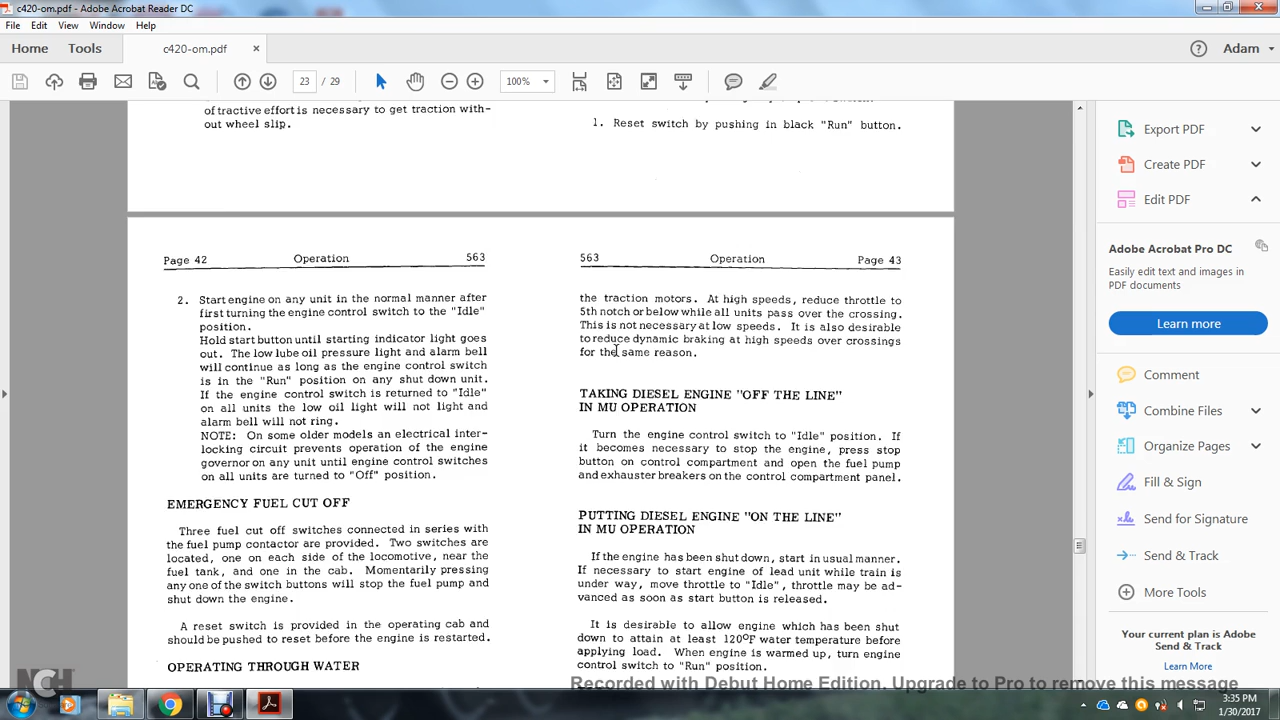 c420-om.pdf - Adobe Acrobat Reader DC
File Edit View Window Help
Home Tools c420-om.pdf × Adam
23 / 29 100%
of tractive effort is necessary to get traction with-
out wheel slip.
1. Reset switch by pushing in black "Run" button.
Page 42 Operation 563
2. Start engine on any unit in the normal manner after
first turning the engine control switch to the "Idle"
position.
Hold start button until starting indicator light goes
out. The low lube oil pressure light and alarm bell
will continue as long as the engine control switch
is in the "Run" position on any shut down unit.
If the engine control switch is returned to "Idle"
on all units the low oil light will not light and
alarm bell will not ring.
NOTE: On some older models an electrical inter-
locking circuit prevents operation of the engine
governor on any unit until engine control switches
on all units are turned to "Off" position.
EMERGENCY FUEL CUT OFF
Three fuel cut off switches connected in series with
the fuel pump contactor are provided. Two switches are
located, one on each side of the locomotive, near the
fuel tank, and one in the cab. Momentarily pressing
any one of the switch buttons will stop the fuel pump and
shut down the engine.
A reset switch is provided in the operating cab and
should be pushed to reset before the engine is restarted.
OPERATING THROUGH WATER
563 Operation Page 43
the traction motors. At high speeds, reduce throttle to
5th notch or below while all units pass over the crossing.
This is not necessary at low speeds. It is also desirable
to reduce dynamic braking at high speeds over crossings
for the same reason.
TAKING DIESEL ENGINE "OFF THE LINE"
IN MU OPERATION
Turn the engine control switch to "Idle" position. If
it becomes necessary to stop the engine, press stop
button on control compartment and open the fuel pump
and exhauster breakers on the control compartment panel.
PUTTING DIESEL ENGINE "ON THE LINE"
IN MU OPERATION
If the engine has been shut down, start in usual manner.
If necessary to start engine of lead unit while train is
under way, move throttle to "Idle", throttle may be ad-
vanced as soon as start button is released.
It is desirable to allow engine which has been shut
down to attain at least 120°F water temperature before
applying load. When engine is warmed up, turn engine
control switch to "Run" position.
Export PDF
Create PDF
Edit PDF
Adobe Acrobat Pro DC
Easily edit text and images in
PDF documents
Learn more
Comment
Combine Files
Organize Pages
Fill & Sign
Send for Signature
Send & Track
More Tools
Your current plan is Adobe
Send & Track
Learn More
NCH
Recorded with Debut Home Edition. Upgrade to Pro to remove this message
3:35 PM
1/30/2017